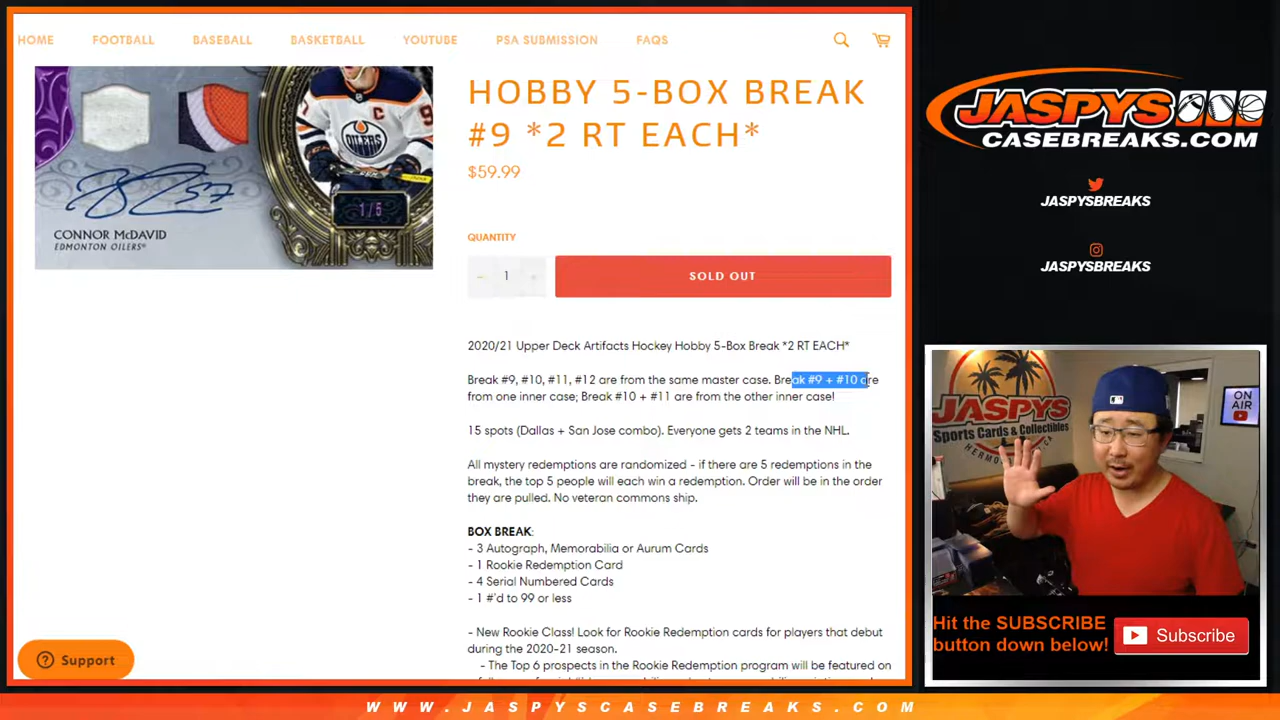 HOME FOOTBALL BASEBALL BASKETBALL YOUTUBE PSA SUBMISSION FAQS
C
9
1/5
CONNOR McDAVID
EDMONTON OILERS®
OILERS
HOBBY 5-BOX BREAK
#9 *2 RT EACH*
$59.99
QUANTITY
1
SOLD OUT
2020/21 Upper Deck Artifacts Hockey Hobby 5-Box Break *2 RT EACH*
Break #9, #10, #11, #12 are from the same master case. Break #9 + #10 are
from one inner case; Break #10 + #11 are from the other inner case!
15 spots (Dallas + San Jose combo). Everyone gets 2 teams in the NHL.
All mystery redemptions are randomized - if there are 5 redemptions in the
break, the top 5 people will each win a redemption. Order will be in the order
they are pulled. No veteran commons ship.
BOX BREAK:
- 3 Autograph, Memorabilia or Aurum Cards
- 1 Rookie Redemption Card
- 4 Serial Numbered Cards
- 1 #'d to 99 or less
- New Rookie Class! Look for Rookie Redemption cards for players that debut
during the 2020-21 season.
- The Top 6 prospects in the Rookie Redemption program will be featured on
Support
JASPYS
CASEBREAKS.COM
JASPYSBREAKS
JASPYSBREAKS
JASPYS
Sports Cards & Collectibles
ON
AIR
Hit the SUBSCRIBE
button down below!
Subscribe
WWW.JASPYSCASEBREAKS.COM